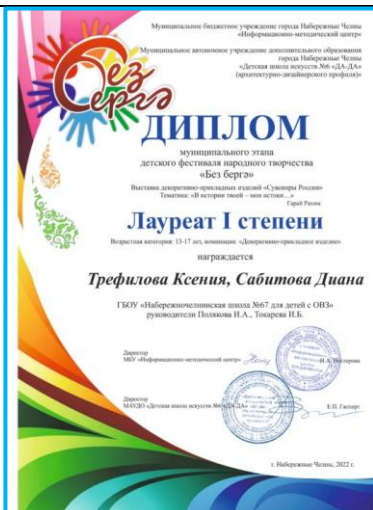 Муниципальное бюджетное учреждение города Набережные Челны
«Информационно-методический центр»
Муниципальное автономное учреждение дополнительного образования
города Набережные Челны
«Детская школа искусств №6 «ДА-ДА»
(архитектурно-дизайнерского профиля)»
Без
Бергә
ДИПЛОМ
муниципального этапа
детского фестиваля народного творчества
«Без бергә»
Выставка декоративно-прикладных изделий «Сувениры России»
Тематика: «В истории твоей – мои истоки…»
Гарай Рахим
Лауреат I степени
Возрастная категория: 13-17 лет, номинация: «Декоративно-прикладное изделие»
награждается
Трефилова Ксения, Сабитова Диана
ГБОУ «Набережночелнинская школа №67 для детей с ОВЗ»
руководители Полякова И.А., Токарева И.Б.
Директор
МБУ «Информационно-методический центр»
Директор
МАУДО «Детская школа искусств №6 «ДА-ДА»
г. Набережные Челны, 2022 г.